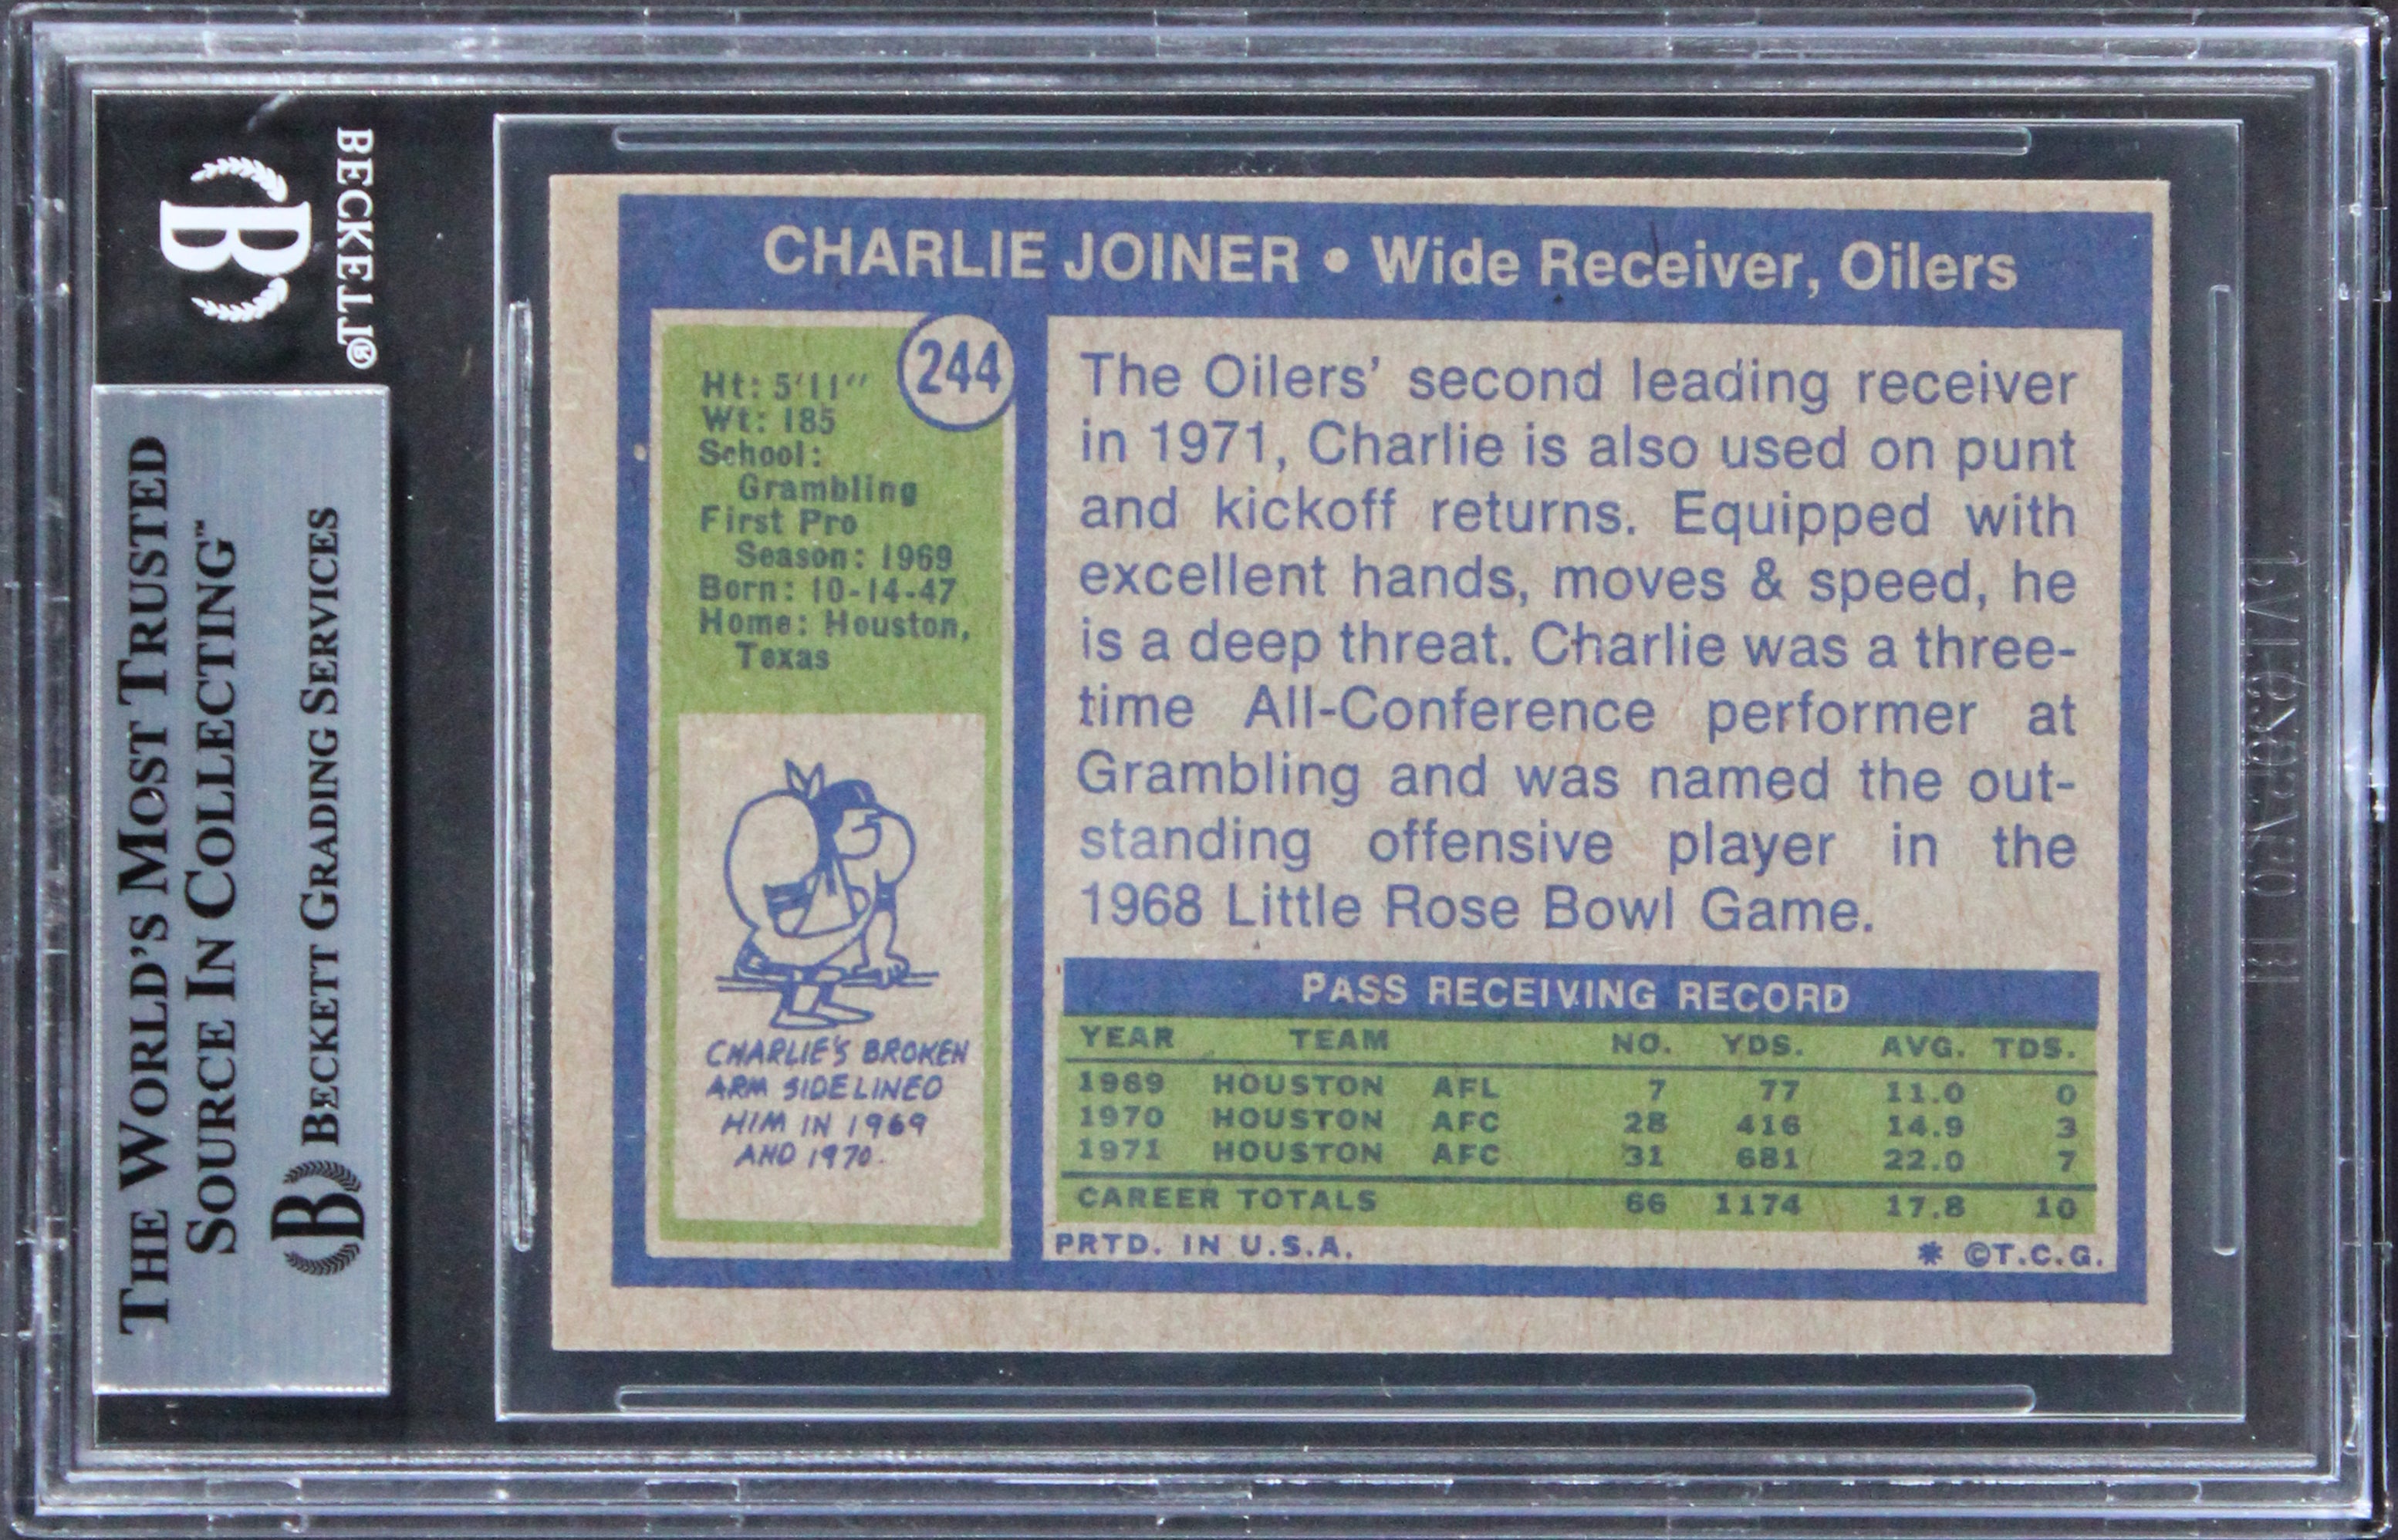 BECKETT®
B
THE WORLD'S MOST TRUSTED
SOURCE IN COLLECTING™
B BECKETT GRADING SERVICES
CHARLIE JOINER • Wide Receiver, Oilers
244
Ht: 5'11"
Wt: 185
School:
Grambling
First Pro
Season: 1969
Born: 10-14-47
Home: Houston,
Texas
CHARLIE'S BROKEN
ARM SIDELINED
HIM IN 1969
AND 1970.
The Oilers' second leading receiver
in 1971, Charlie is also used on punt
and kickoff returns. Equipped with
excellent hands, moves & speed, he
is a deep threat. Charlie was a three-
time All-Conference performer at
Grambling and was named the out-
standing offensive player in the
1968 Little Rose Bowl Game.
PASS RECEIVING RECORD
YEAR TEAM NO. YDS. AVG. TDS.
1969 HOUSTON AFL 7 77 11.0 0
1970 HOUSTON AFC 28 416 14.9 3
1971 HOUSTON AFC 31 681 22.0 7
CAREER TOTALS 66 1174 17.8 10
PRTD. IN U.S.A. * ©T.C.G.